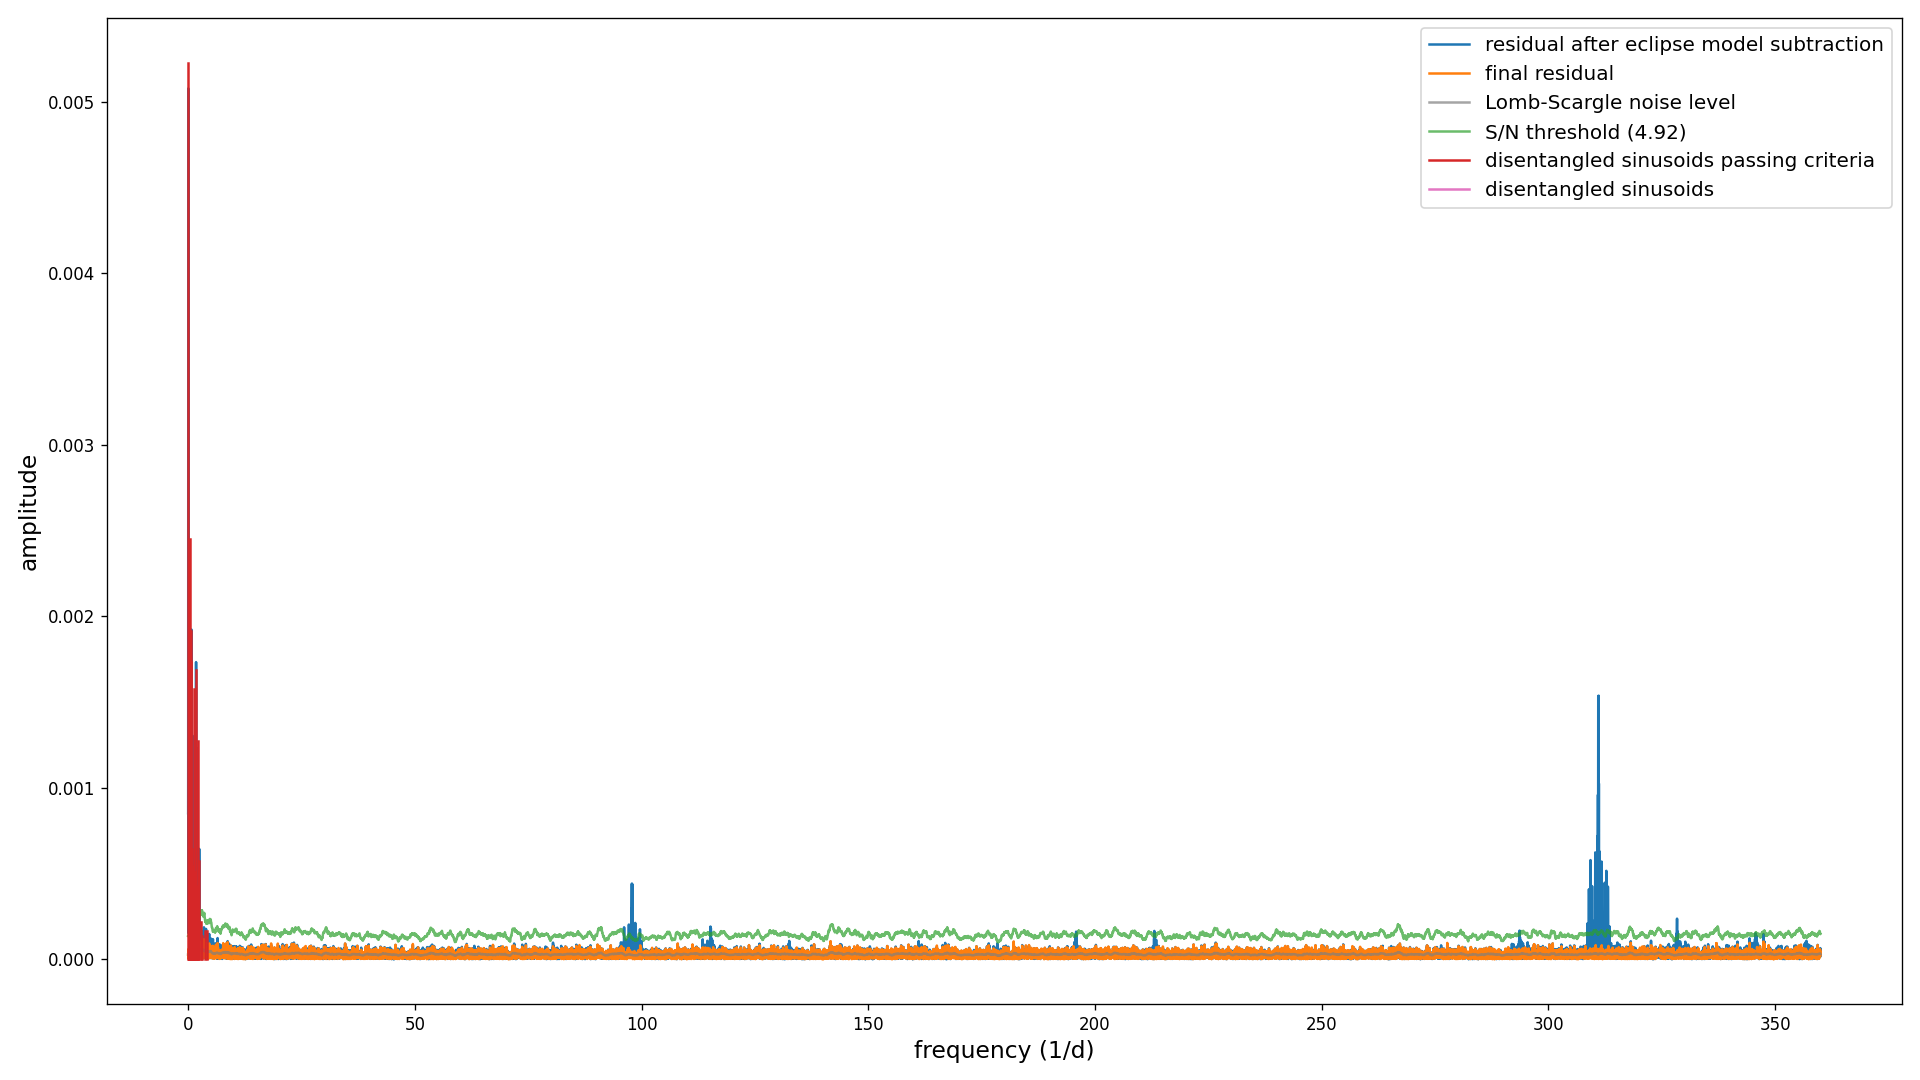 residual after eclipse model subtraction
final residual
Lomb-Scargle noise level
S/N threshold (4.92)
disentangled sinusoids passing criteria
disentangled sinusoids
amplitude
0.005
0.004
0.003
0.002
0.001
0.000
0 50 100 150 200 250 300 350
frequency (1/d)